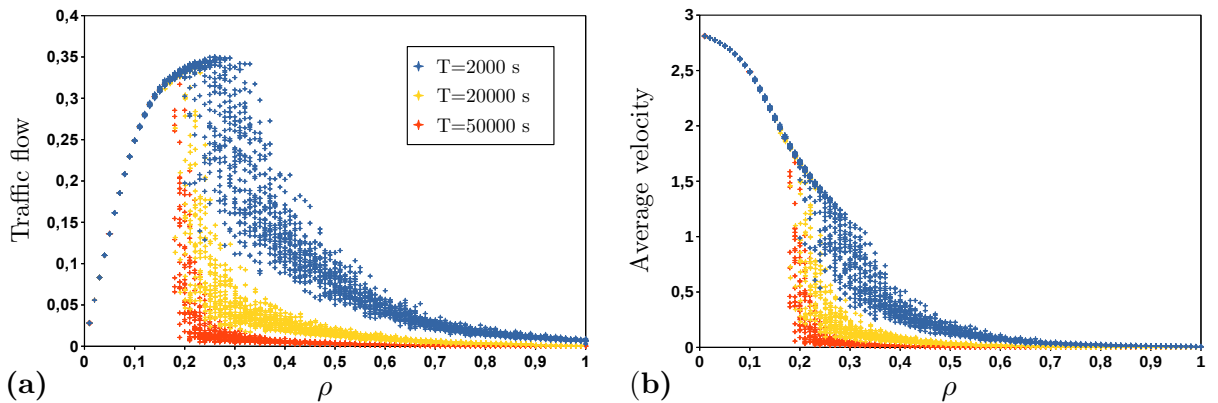 0,4
0,35
0,3
0,25
0,2
0,15
0,1
0,05
0
Traffic flow
T=2000 s
T=20000 s
T=50000 s
0 0,1 0,2 0,3 0,4 0,5 0,6 0,7 0,8 0,9 1
(a) ρ
3
2,5
2
1,5
1
0,5
0
Average velocity
0 0,1 0,2 0,3 0,4 0,5 0,6 0,7 0,8 0,9 1
(b) ρ